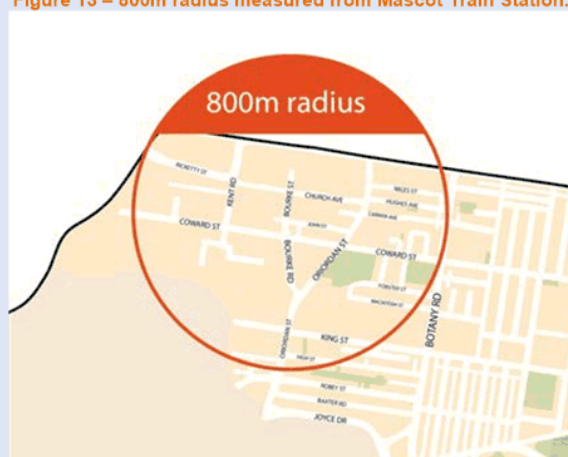 Figure 13 – 800m radius measured from Mascot Train Station.
800m radius
RICKETTY ST
KENT RD
BOURKE ST
CHURCH AVE
MILES ST
HUGHES AVE
CARINYA AVE
JOHN ST
COWARD ST
BOURKE RD
O'RIORDAN ST
COWARD ST
FORSTER ST
MACINTOSH ST
BOTANY RD
O'RIORDAN ST
KING ST
HIGH ST
ROBEY ST
BAXTER RD
JOYCE DR